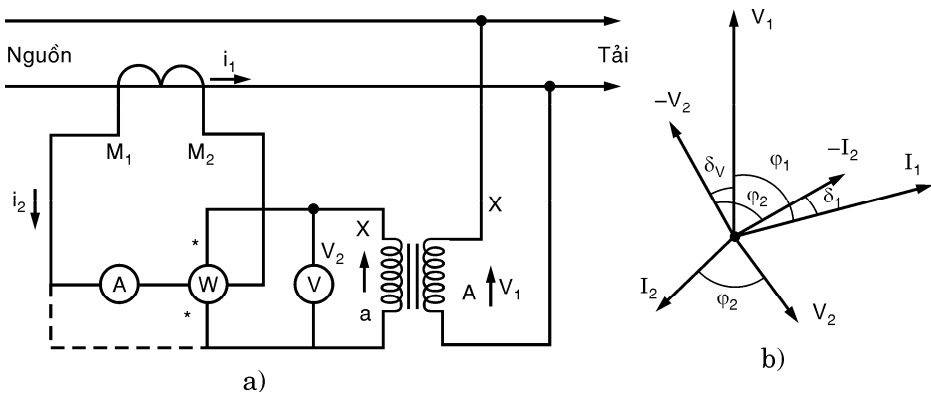 Nguồn
i₁
Tải
M₁
M₂
i₂
A
*
W
*
V₂
V
X
a
X
A
V₁
a)
V₁
–V₂
δV
φ₁
φ₂
–I₂
I₁
δ₁
I₂
φ₂
V₂
b)